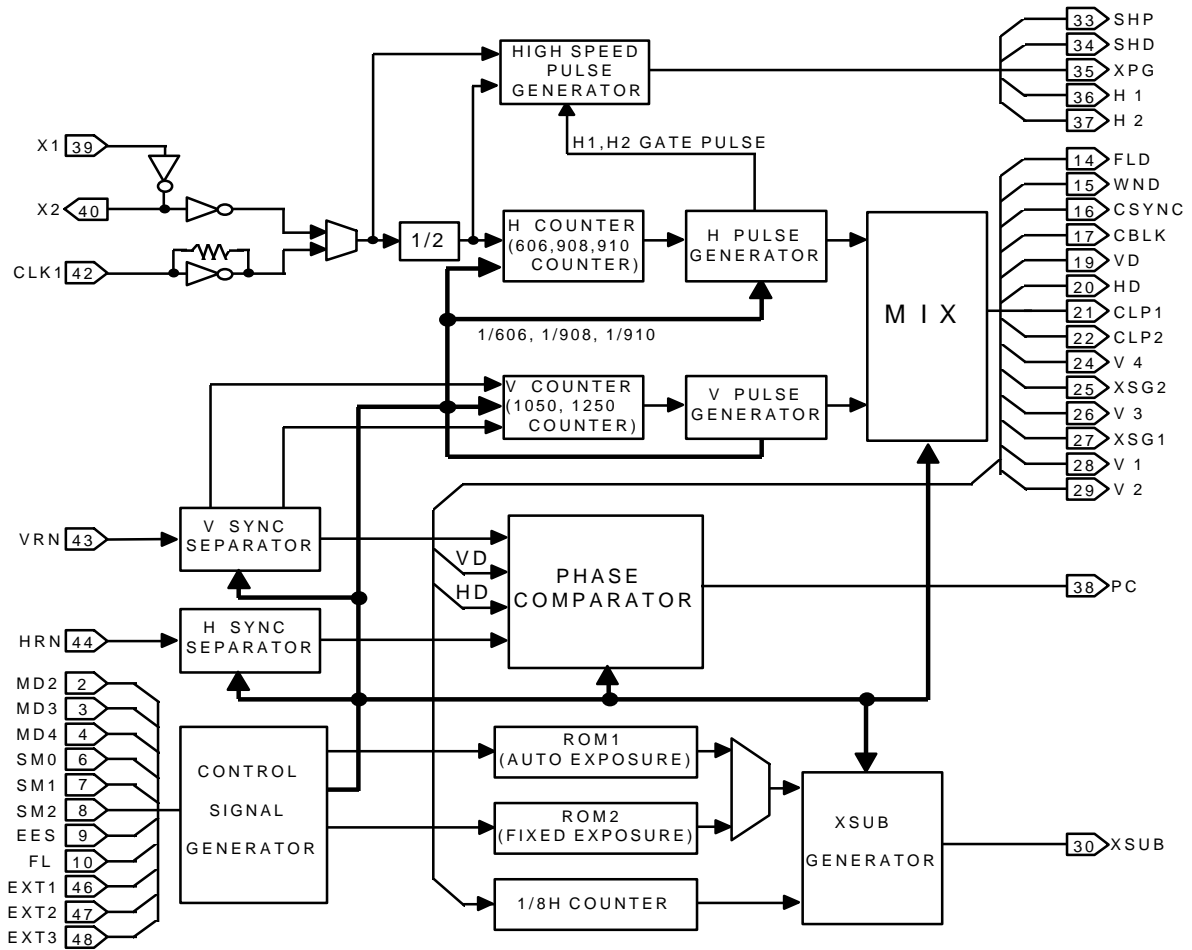 33 SHP
34 SHD
35 XPG
36 H 1
37 H 2
HIGH SPEED
PULSE
GENERATOR
H1,H2 GATE PULSE
X1 39
X2 40
CLK1 42
1/2
H COUNTER
(606,908,910
COUNTER)
H PULSE
GENERATOR
MIX
1/606, 1/908, 1/910
V COUNTER
(1050, 1250
COUNTER)
V PULSE
GENERATOR
14 FLD
15 WND
16 CSYNC
17 CBLK
19 VD
20 HD
21 CLP1
22 CLP2
24 V 4
25 XSG2
26 V 3
27 XSG1
28 V 1
29 V 2
VRN 43
V SYNC
SEPARATOR
VD
HD
PHASE
COMPARATOR
38 PC
HRN 44
H SYNC
SEPARATOR
MD2 2
MD3 3
MD4 4
SM0 6
SM1 7
SM2 8
EES 9
FL 10
EXT1 46
EXT2 47
EXT3 48
CONTROL
SIGNAL
GENERATOR
ROM1
(AUTO EXPOSURE)
ROM2
(FIXED EXPOSURE)
1/8H COUNTER
XSUB
GENERATOR
30 XSUB